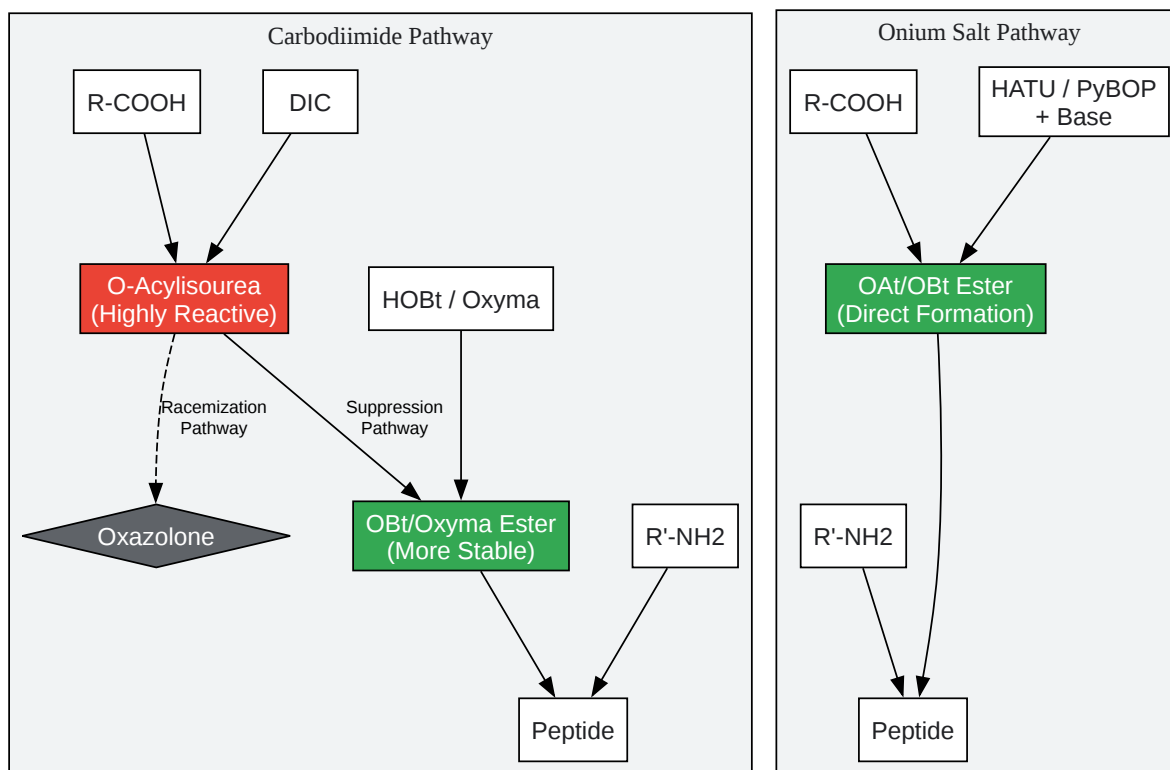 Carbodiimide Pathway
R-COOH
DIC
O-Acylisourea
(Highly Reactive)
HOBt / Oxyma
Racemization
Pathway
Suppression
Pathway
Oxazolone
OBt/Oxyma Ester
(More Stable)
R'-NH2
Peptide
Onium Salt Pathway
R-COOH
HATU / PyBOP
+ Base
OAt/OBt Ester
(Direct Formation)
R'-NH2
Peptide